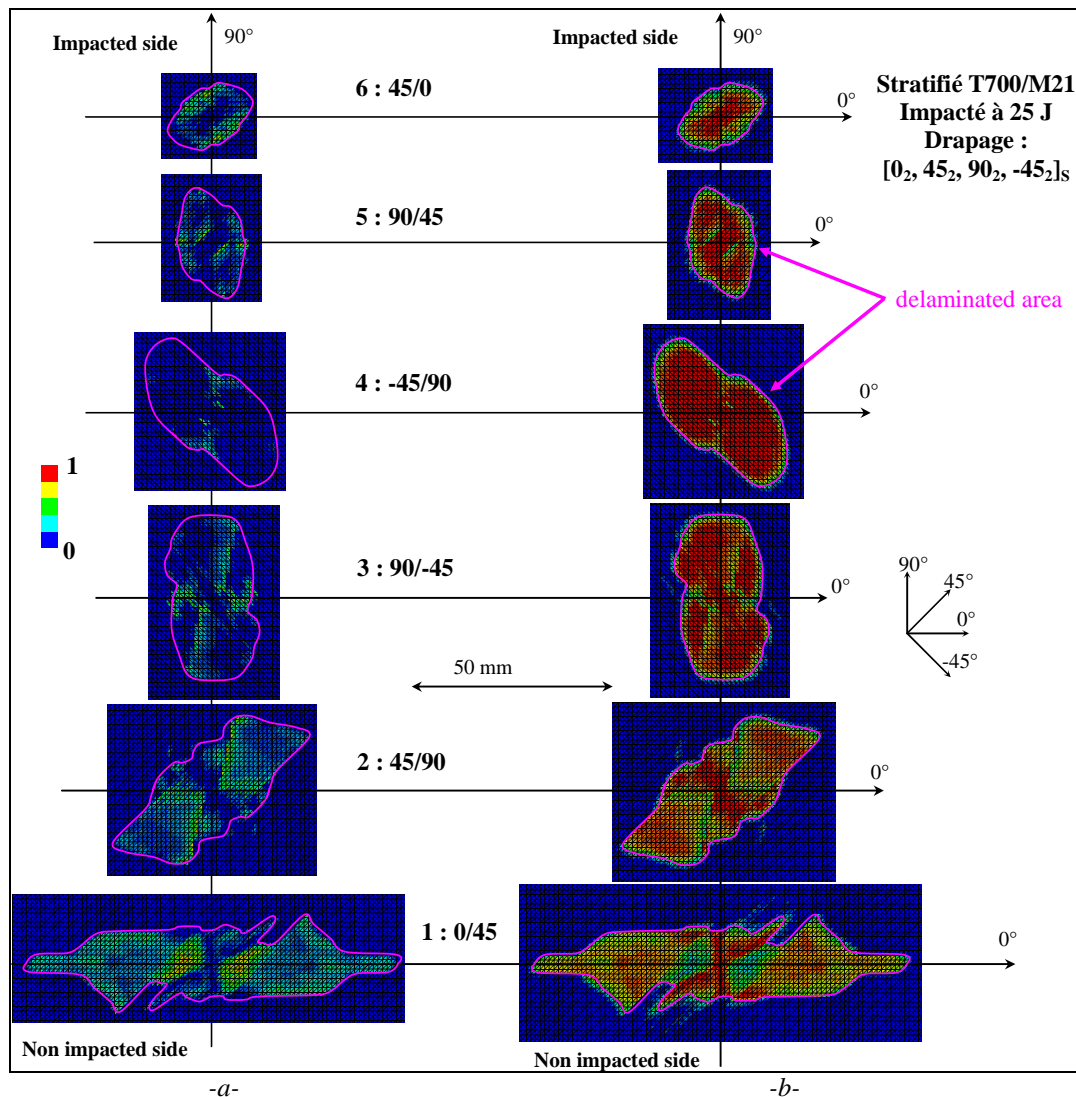 Impacted side
90°
Impacted side
90°
6 : 45/0
0°
Stratifié T700/M21
Impacté à 25 J
Drapage :
[0₂, 45₂, 90₂, -45₂]s
5 : 90/45
0°
delaminated area
4 : -45/90
0°
1
0
3 : 90/-45
0°
90°
45°
0°
-45°
50 mm
2 : 45/90
0°
1 : 0/45
0°
Non impacted side
Non impacted side
-a-
-b-